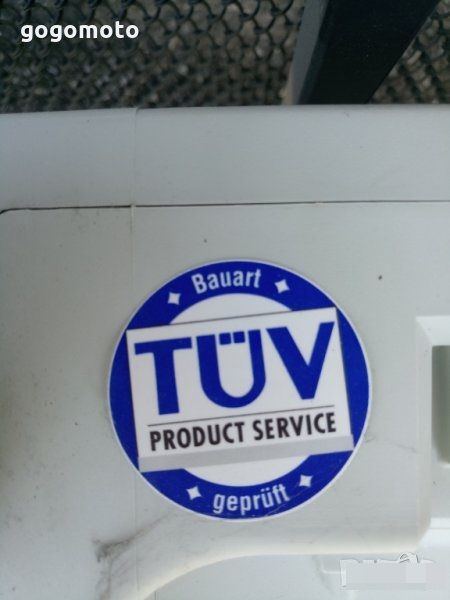 gogomoto
Bauart
TÜV
PRODUCT SERVICE
geprüft